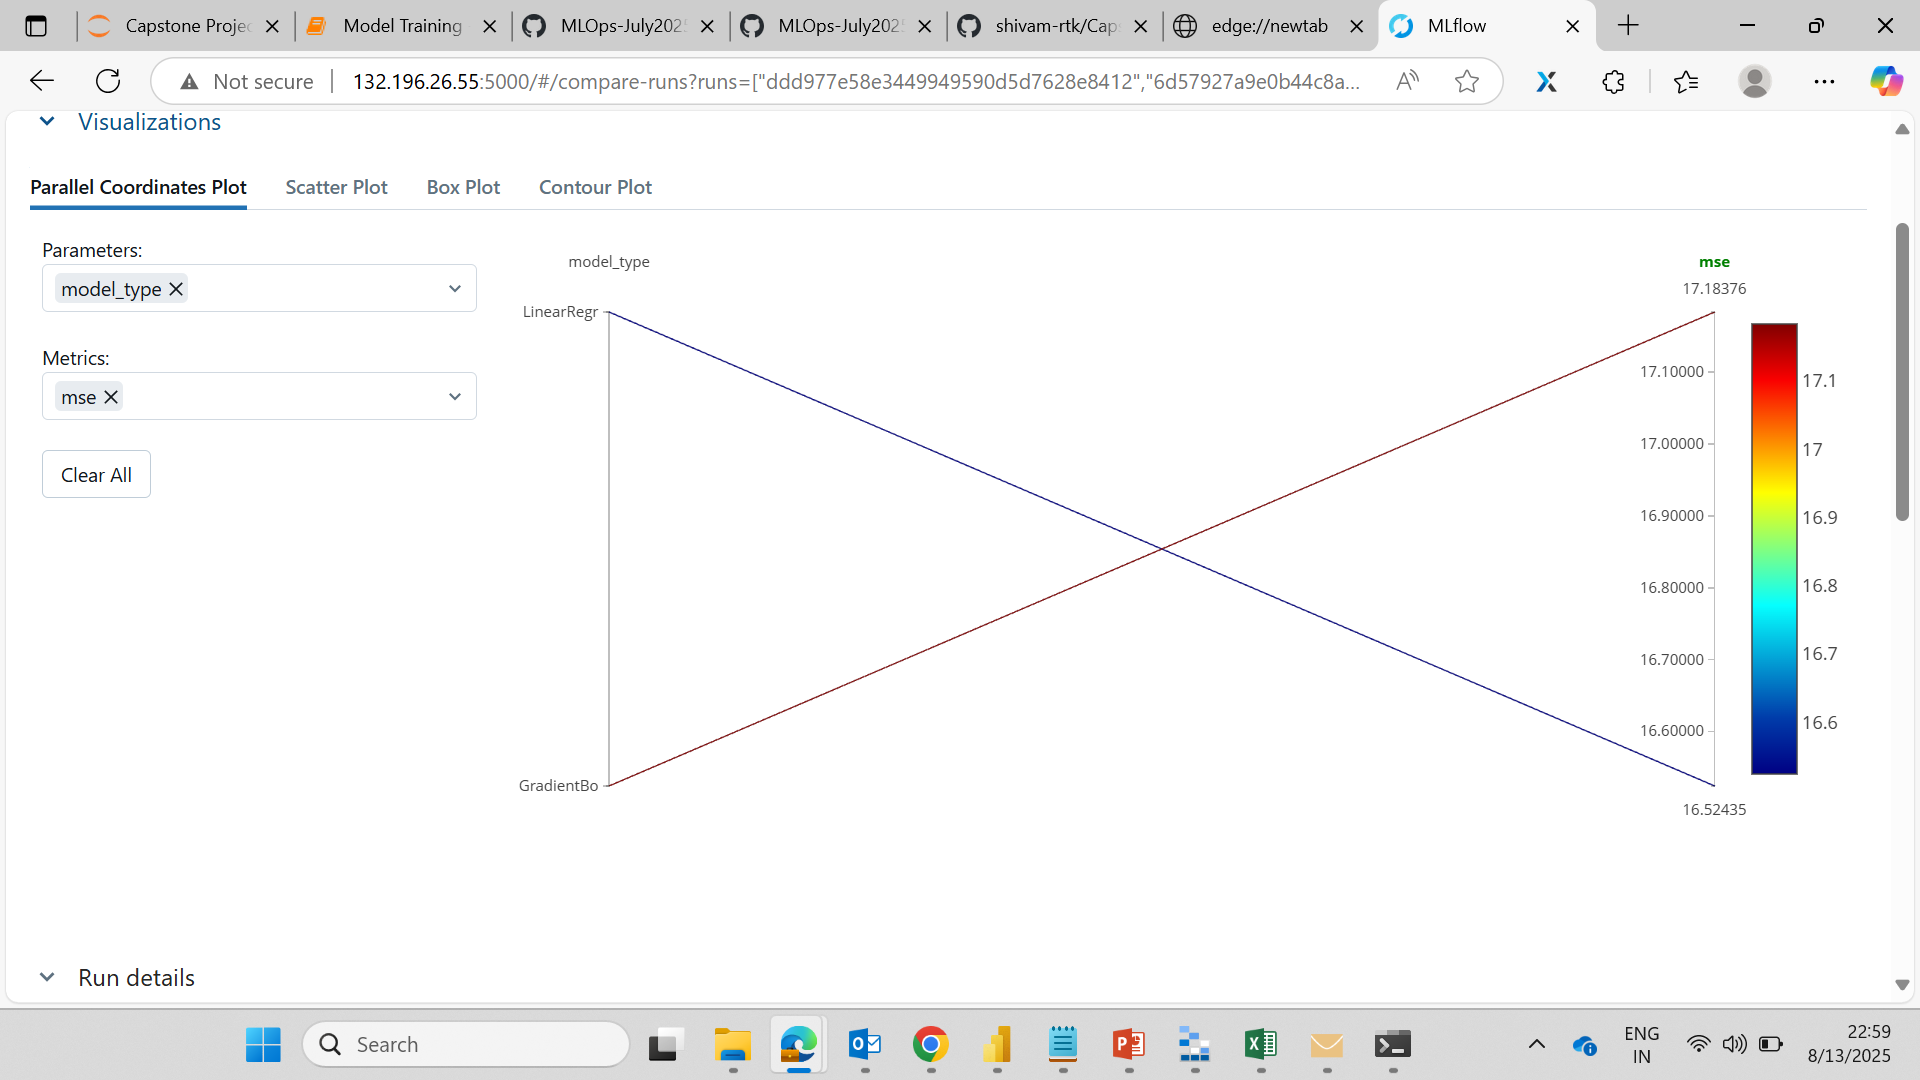 Capstone Projec
Model Training
MLOps-July202
MLOps-July202
shivam-rtk/Caps
edge://newtab
MLflow
Not secure
132.196.26.55:5000/#/compare-runs?runs=["ddd977e58e3449949590d5d7628e8412","6d57927a9e0b44c8a...
Visualizations
Parallel Coordinates Plot
Scatter Plot
Box Plot
Contour Plot
Parameters:
model_type
Metrics:
mse
Clear All
model_type
LinearRegr
GradientBo
mse
17.18376
17.10000
17.00000
16.90000
16.80000
16.70000
16.60000
16.52435
17.1
17
16.9
16.8
16.7
16.6
Run details
Search
ENG
IN
22:59
8/13/2025